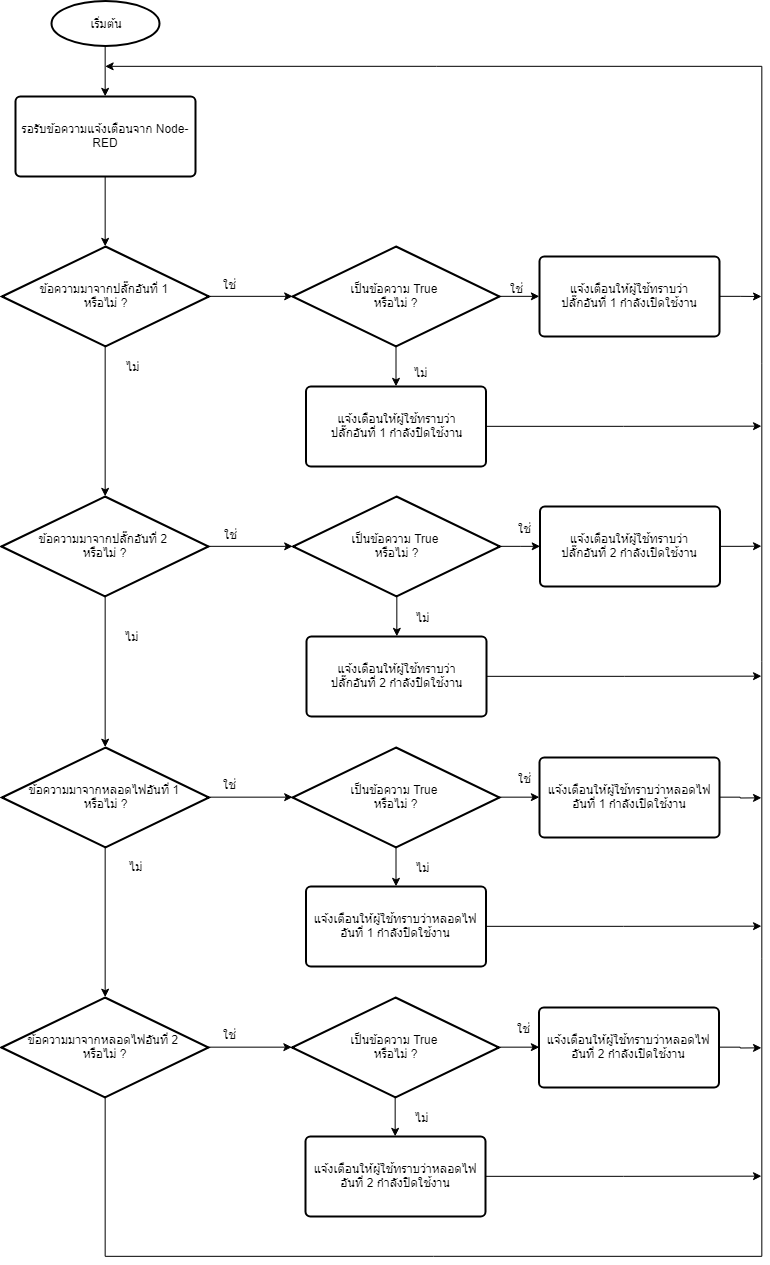 เริ่มต้น
รอรับข้อความแจ้งเตือนจาก Node-
RED
ข้อความมาจากปลั๊กอันที่ 1
หรือไม่ ?
ใช่
เป็นข้อความ True
หรือไม่ ?
ใช่
แจ้งเตือนให้ผู้ใช้ทราบว่า
ปลั๊กอันที่ 1 กำลังเปิดใช้งาน
ไม่
ไม่
แจ้งเตือนให้ผู้ใช้ทราบว่า
ปลั๊กอันที่ 1 กำลังปิดใช้งาน
ข้อความมาจากปลั๊กอันที่ 2
หรือไม่ ?
ใช่
เป็นข้อความ True
หรือไม่ ?
ใช่
แจ้งเตือนให้ผู้ใช้ทราบว่า
ปลั๊กอันที่ 2 กำลังเปิดใช้งาน
ไม่
ไม่
แจ้งเตือนให้ผู้ใช้ทราบว่า
ปลั๊กอันที่ 2 กำลังปิดใช้งาน
ข้อความมาจากหลอดไฟอันที่ 1
หรือไม่ ?
ใช่
เป็นข้อความ True
หรือไม่ ?
ใช่
แจ้งเตือนให้ผู้ใช้ทราบว่าหลอดไฟ
อันที่ 1 กำลังเปิดใช้งาน
ไม่
ไม่
แจ้งเตือนให้ผู้ใช้ทราบว่าหลอดไฟ
อันที่ 1 กำลังปิดใช้งาน
ข้อความมาจากหลอดไฟอันที่ 2
หรือไม่ ?
ใช่
เป็นข้อความ True
หรือไม่ ?
ใช่
แจ้งเตือนให้ผู้ใช้ทราบว่าหลอดไฟ
อันที่ 2 กำลังเปิดใช้งาน
ไม่
แจ้งเตือนให้ผู้ใช้ทราบว่าหลอดไฟ
อันที่ 2 กำลังปิดใช้งาน